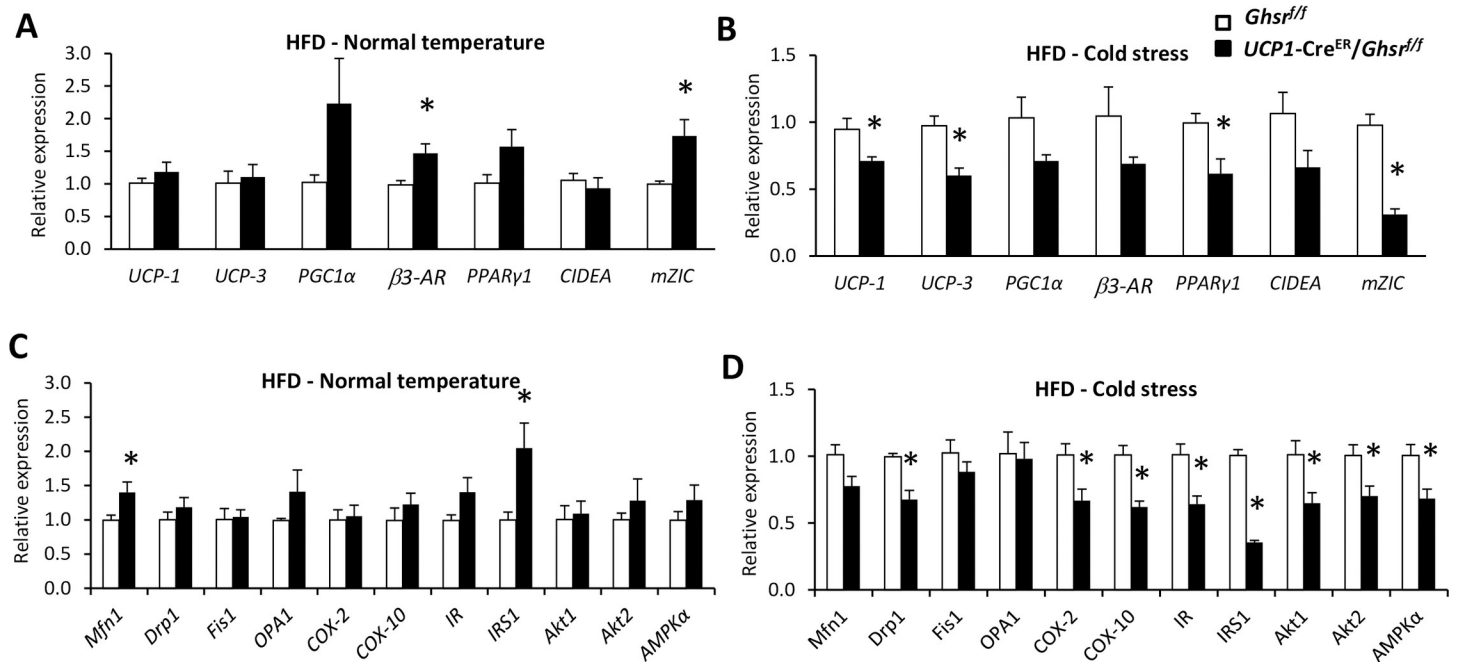 A
HFD - Normal temperature
Relative expression
3.0
2.5
2.0
1.5
1.0
0.5
0.0
*
*
UCP-1 UCP-3 PGC1α β3-AR PPARγ1 CIDEA mZIC
B
HFD - Cold stress
Ghsrf/f
UCP1-CreER/Ghsrf/f
Relative expression
1.5
1.0
0.5
0.0
* * * *
UCP-1 UCP-3 PGC1α β3-AR PPARγ1 CIDEA mZIC
C
HFD - Normal temperature
Relative expression
3.0
2.5
2.0
1.5
1.0
0.5
0.0
* *
Mfn1 Drp1 Fis1 OPA1 COX-2 COX-10 IR IRS1 Akt1 Akt2 AMPKα
D
HFD - Cold stress
Relative expression
1.5
1.0
0.5
0.0
* * * * * * * *
Mfn1 Drp1 Fis1 OPA1 COX-2 COX-10 IR IRS1 Akt1 Akt2 AMPKα